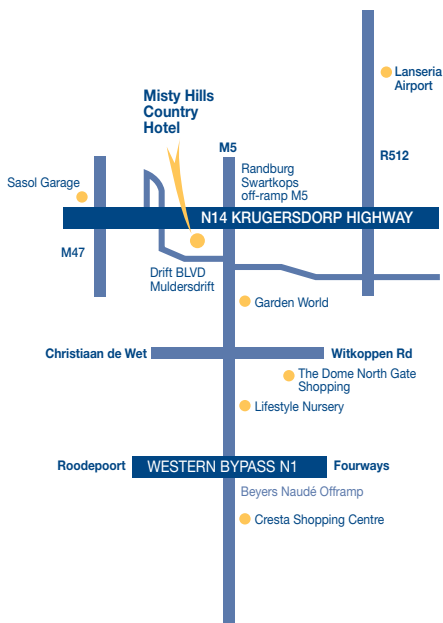 Lanseria
Airport
Misty Hills
Country
Hotel
M5
R512
Randburg
Swartkops
off-ramp M5
Sasol Garage
N14 KRUGERSDORP HIGHWAY
M47
Drift BLVD
Muldersdrift
Garden World
Christiaan de Wet
Witkoppen Rd
The Dome North Gate
Shopping
Lifestyle Nursery
Roodepoort
WESTERN BYPASS N1
Fourways
Beyers Naudé Offramp
Cresta Shopping Centre